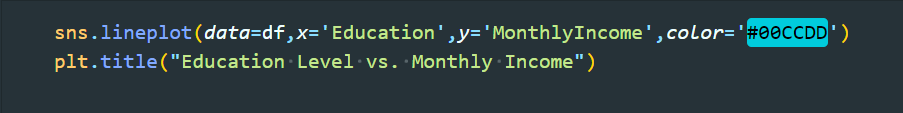 sns.lineplot(data=df,x='Education',y='MonthlyIncome',color='#00CCDD')
plt.title("Education Level vs. Monthly Income")